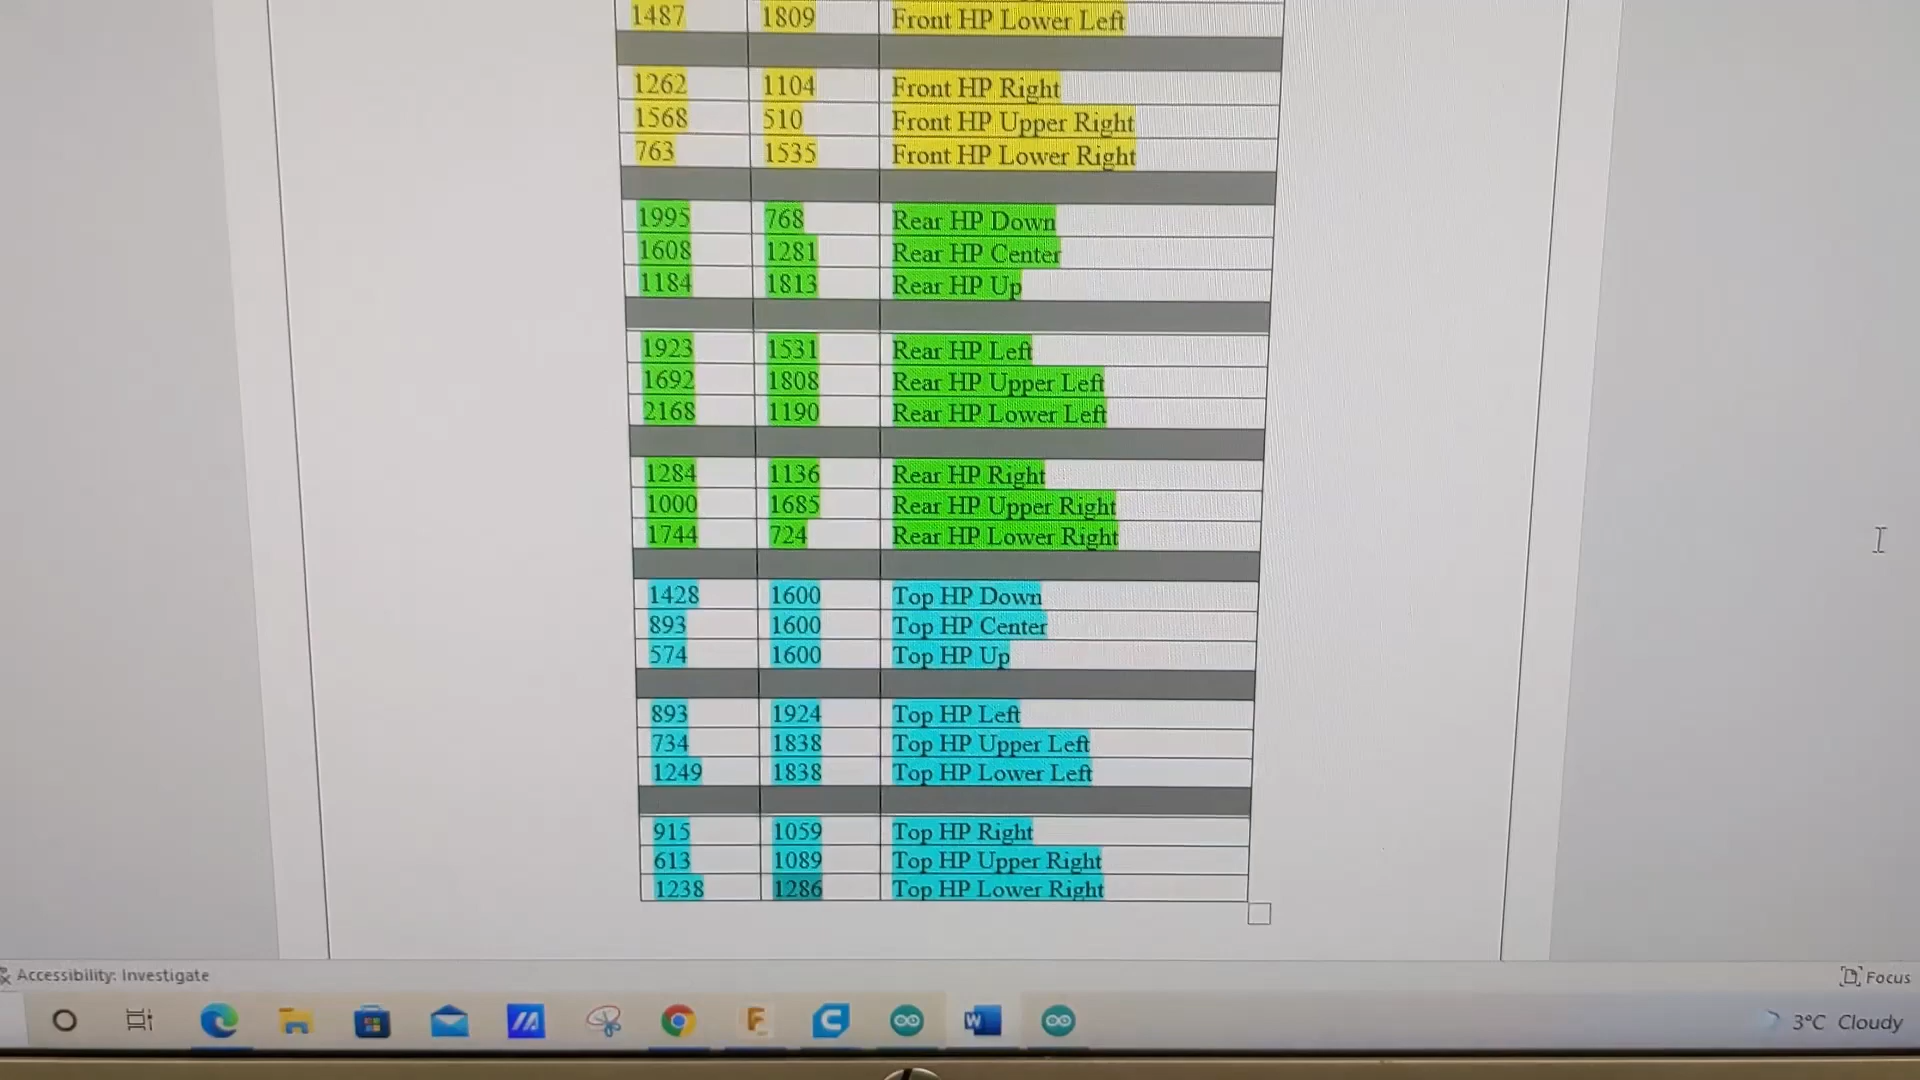 1487 1809 Front HP Lower Left
1262 1104 Front HP Right
1568 510 Front HP Upper Right
763 1535 Front HP Lower Right
1995 768 Rear HP Down
1608 1281 Rear HP Center
1184 1813 Rear HP Up
1923 1531 Rear HP Left
1692 1808 Rear HP Upper Left
2168 1190 Rear HP Lower Left
1284 1136 Rear HP Right
1000 1685 Rear HP Upper Right
1744 724 Rear HP Lower Right
1428 1600 Top HP Down
893 1600 Top HP Center
574 1600 Top HP Up
893 1924 Top HP Left
734 1838 Top HP Upper Left
1249 1838 Top HP Lower Left
915 1059 Top HP Right
613 1089 Top HP Upper Right
1238 1286 Top HP Lower Right
Accessibility: Investigate
Focus
3°C Cloudy